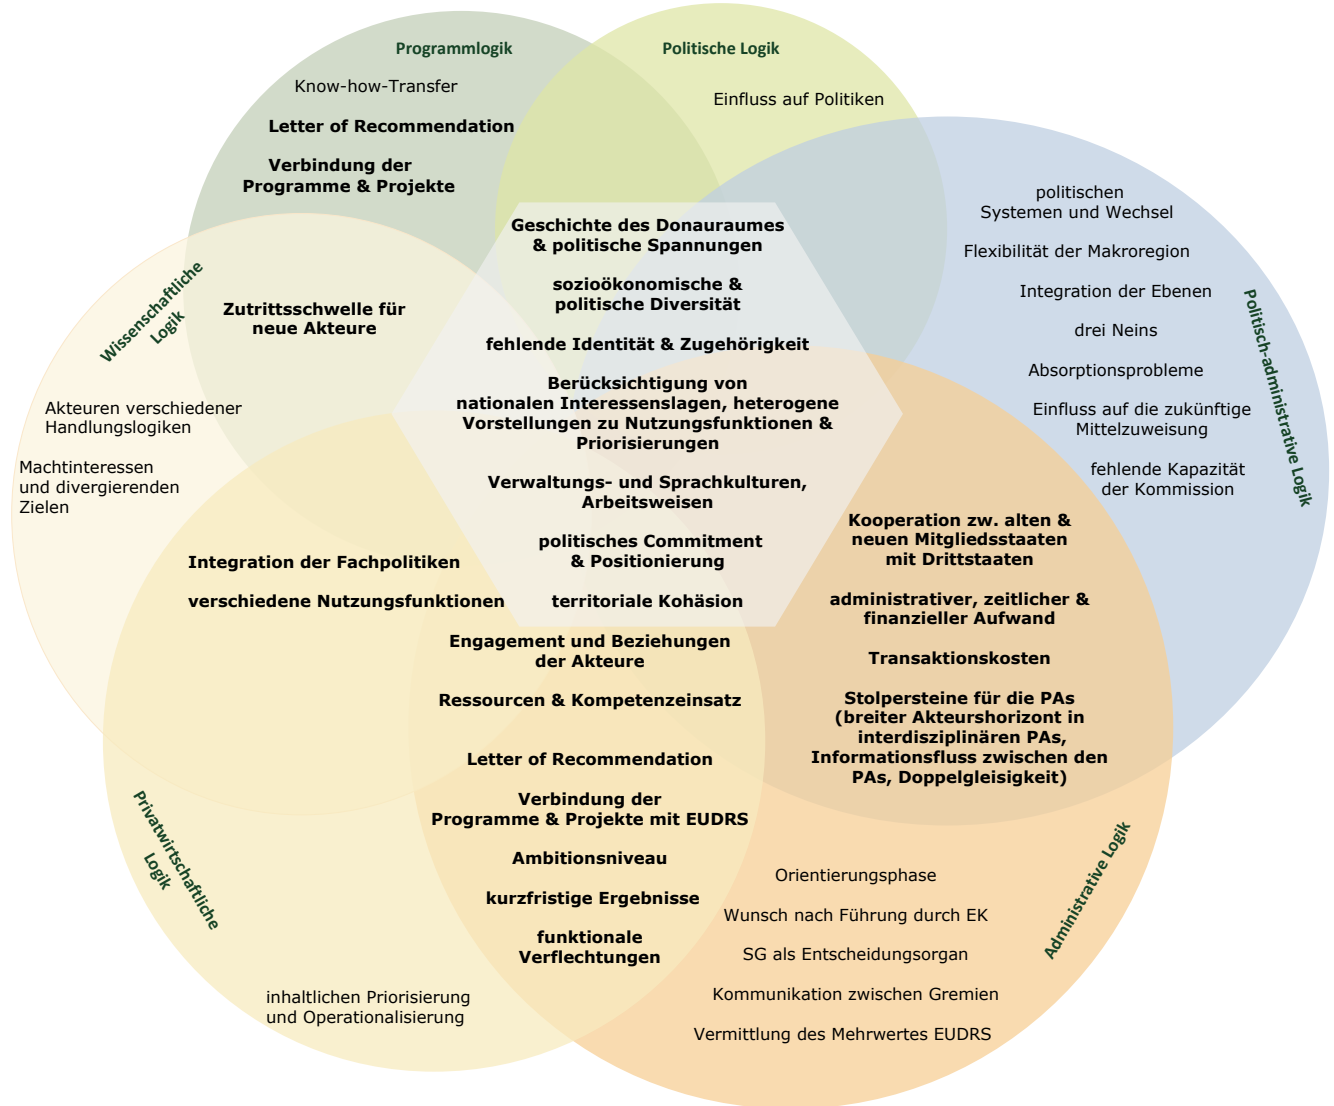 Programmlogik
Know-how-Transfer
Letter of Recommendation
Verbindung der
Programme & Projekte
Politische Logik
Einfluss auf Politiken
politischen
Systemen und Wechsel
Flexibilität der Makroregion
Integration der Ebenen
drei Neins
Absorptionsprobleme
Einfluss auf die zukünftige
Mittelzuweisung
fehlende Kapazität
der Kommission
Politisch-administrative Logik
Wissenschaftliche
Logik
Zutrittsschwelle für
neue Akteure
Akteuren verschiedener
Handlungslogiken
Machtinteressen
und divergierenden
Zielen
Geschichte des Donauraumes
& politische Spannungen
sozioökonomische &
politische Diversität
fehlende Identität & Zugehörigkeit
Berücksichtigung von
nationalen Interessenslagen, heterogene
Vorstellungen zu Nutzungsfunktionen &
Priorisierungen
Verwaltungs- und Sprachkulturen,
Arbeitsweisen
politisches Commitment
& Positionierung
territoriale Kohäsion
Integration der Fachpolitiken
verschiedene Nutzungsfunktionen
Engagement und Beziehungen
der Akteure
Ressourcen & Kompetenzeinsatz
Letter of Recommendation
Verbindung der
Programme & Projekte mit EUDRS
Ambitionsniveau
kurzfristige Ergebnisse
funktionale
Verflechtungen
Kooperation zw. alten &
neuen Mitgliedsstaaten
mit Drittstaaten
administrativer, zeitlicher &
finanzieller Aufwand
Transaktionskosten
Stolpersteine für die PAs
(breiter Akteurshorizont in
interdisziplinären PAs,
Informationsfluss zwischen den
PAs, Doppelgleisigkeit)
Privatwirtschaftliche
Logik
inhaltlichen Priorisierung
und Operationalisierung
Administrative Logik
Orientierungsphase
Wunsch nach Führung durch EK
SG als Entscheidungsorgan
Kommunikation zwischen Gremien
Vermittlung des Mehrwertes EUDRS